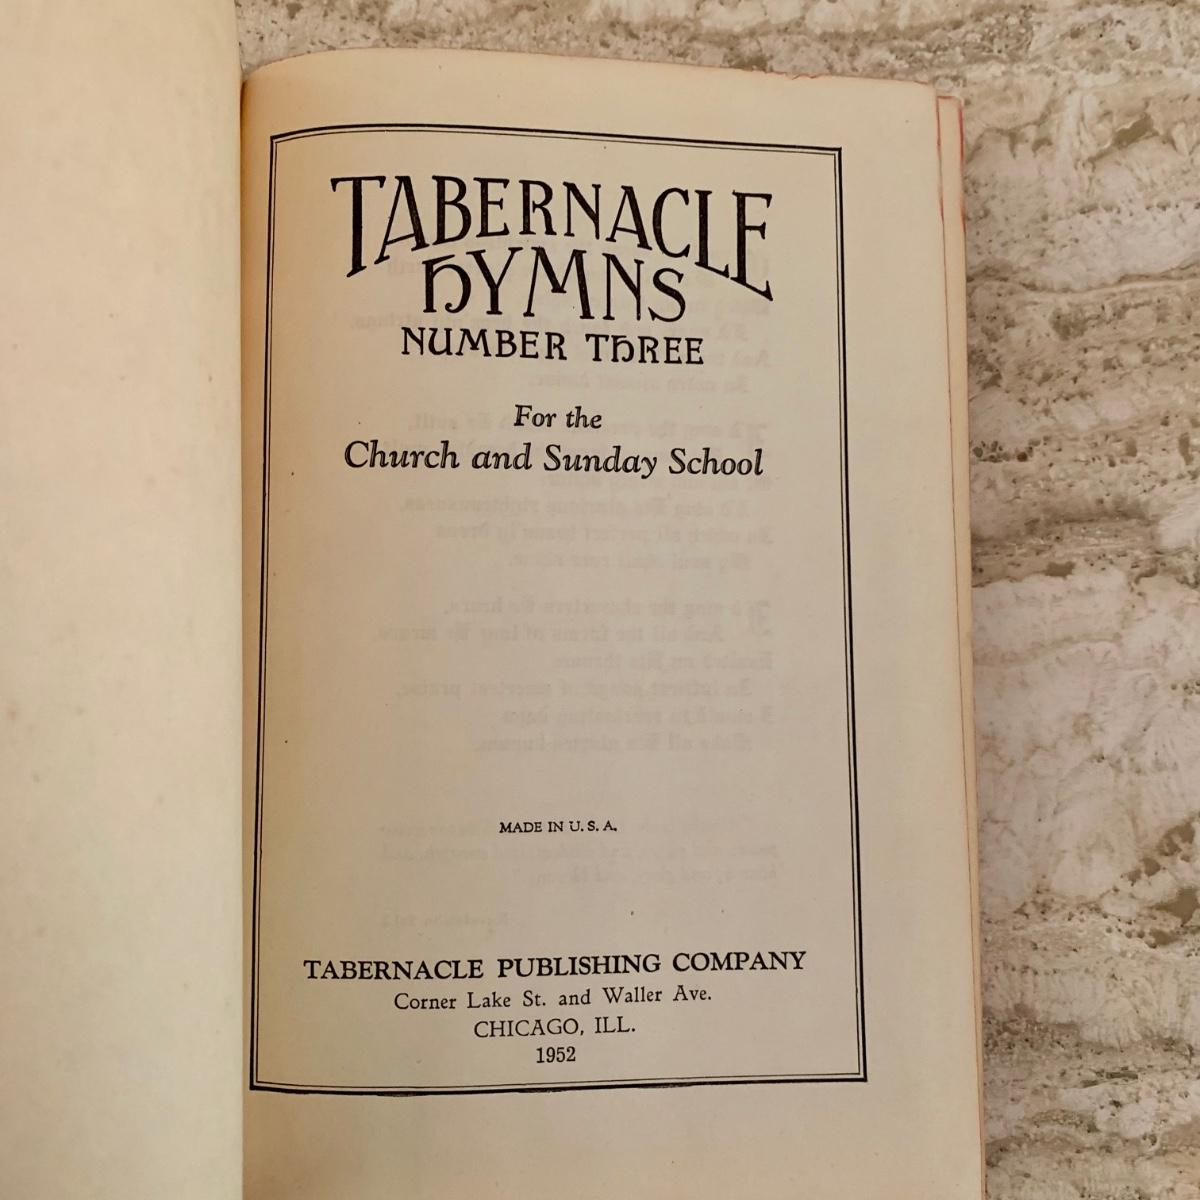 TABERNACLE
HYMNS
NUMBER THREE
For the
Church and Sunday School
MADE IN U. S. A.
TABERNACLE PUBLISHING COMPANY
Corner Lake St. and Waller Ave.
CHICAGO, ILL.
1952